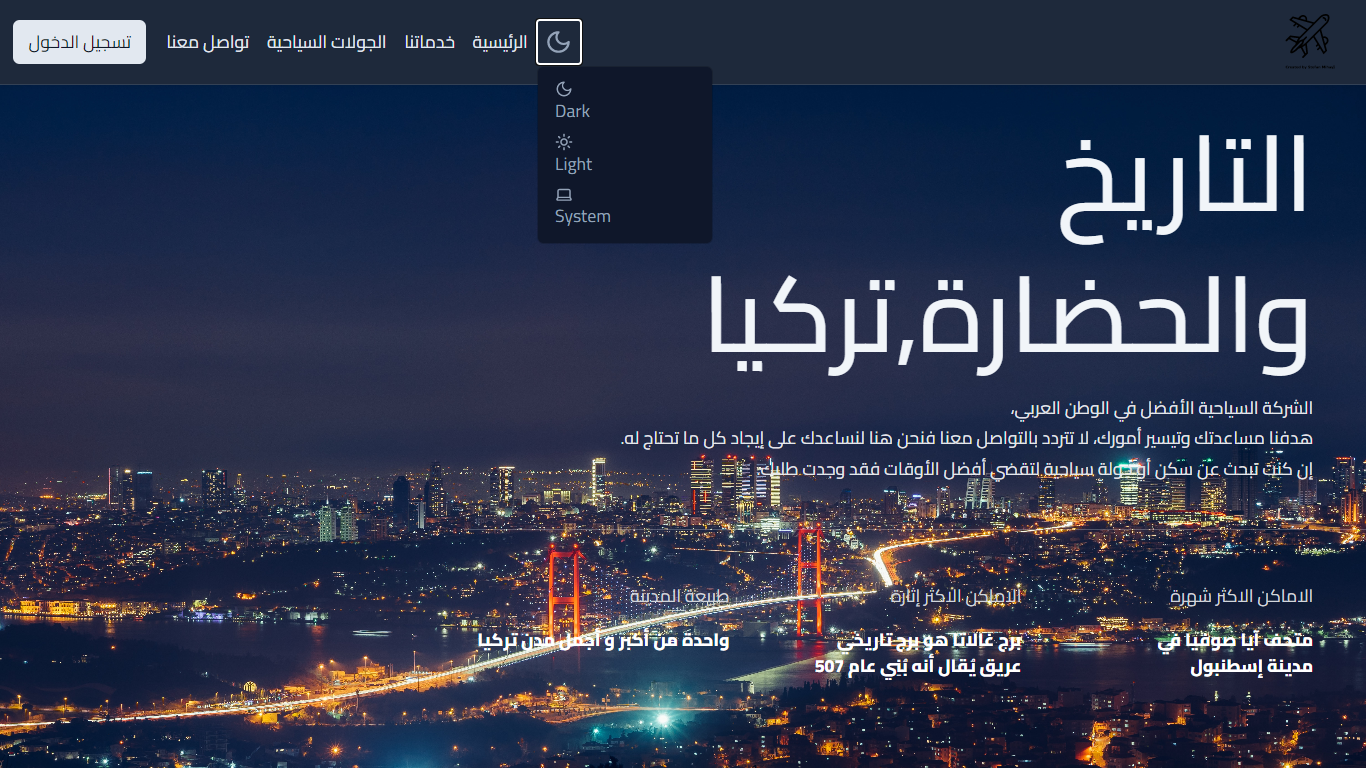 الرئيسية
خدماتنا
الجولات السياحية
تواصل معنا
تسجيل الدخول
Dark
Light
System
التاريخ
والحضارة,تركيا
الشركة السياحية الأفضل في الوطن العربي،
هدفنا مساعدتك وتيسير أمورك، لا تتردد بالتواصل معنا فنحن هنا لنساعدك على إيجاد كل ما تحتاج له.
إن كنت تبحث عن سكن أو جولة سياحية لتقضي أفضل الأوقات فقد وجدت طلبك.
الاماكن الاكثر شهرة
متحف آيا صوفيا في
مدينة إسطنبول
الاماكن الأكثر إثارة
برج غالاتا هو برج تاريخي
عريق يُقال أنه بُني عام 507
طبيعة المدينة
واحدة من أكبر و أجمل مدن تركيا